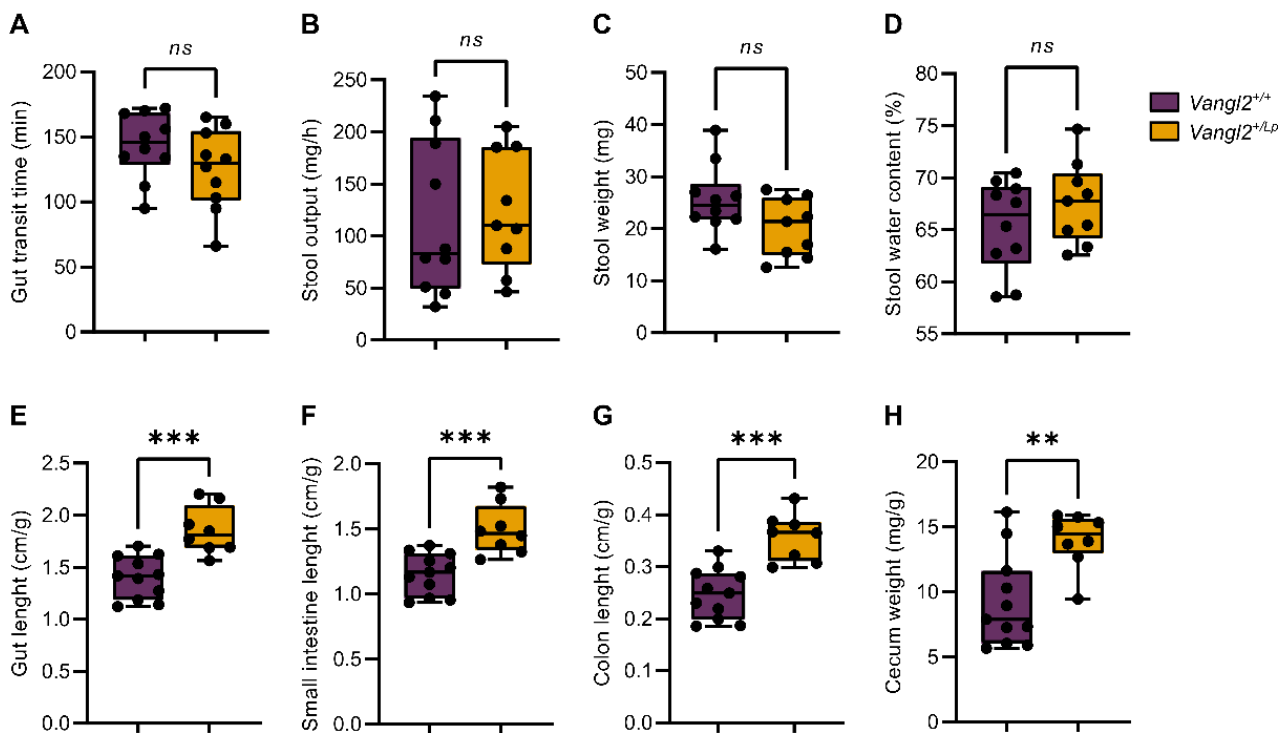 A
ns
Gut transit time (min)
200
150
100
50
0
B
ns
Stool output (mg/h)
250
200
150
100
50
0
C
ns
Stool weight (mg)
50
40
30
20
10
0
D
ns
Stool water content (%)
80
75
70
65
60
55
Vangl2+/+
Vangl2+/Lp
E
***
Gut lenght (cm/g)
2.5
2.0
1.5
1.0
0.5
0.0
F
***
Small intestine lenght (cm/g)
2.0
1.5
1.0
0.5
0.0
G
***
Colon lenght (cm/g)
0.5
0.4
0.3
0.2
0.1
0.0
H
**
Cecum weight (mg/g)
20
15
10
5
0